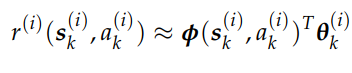 r^{(i)}(s_k^{(i)}, a_k^{(i)}) ≈ ϕ(s_k^{(i)}, a_k^{(i)})^T θ_k^{(i)}